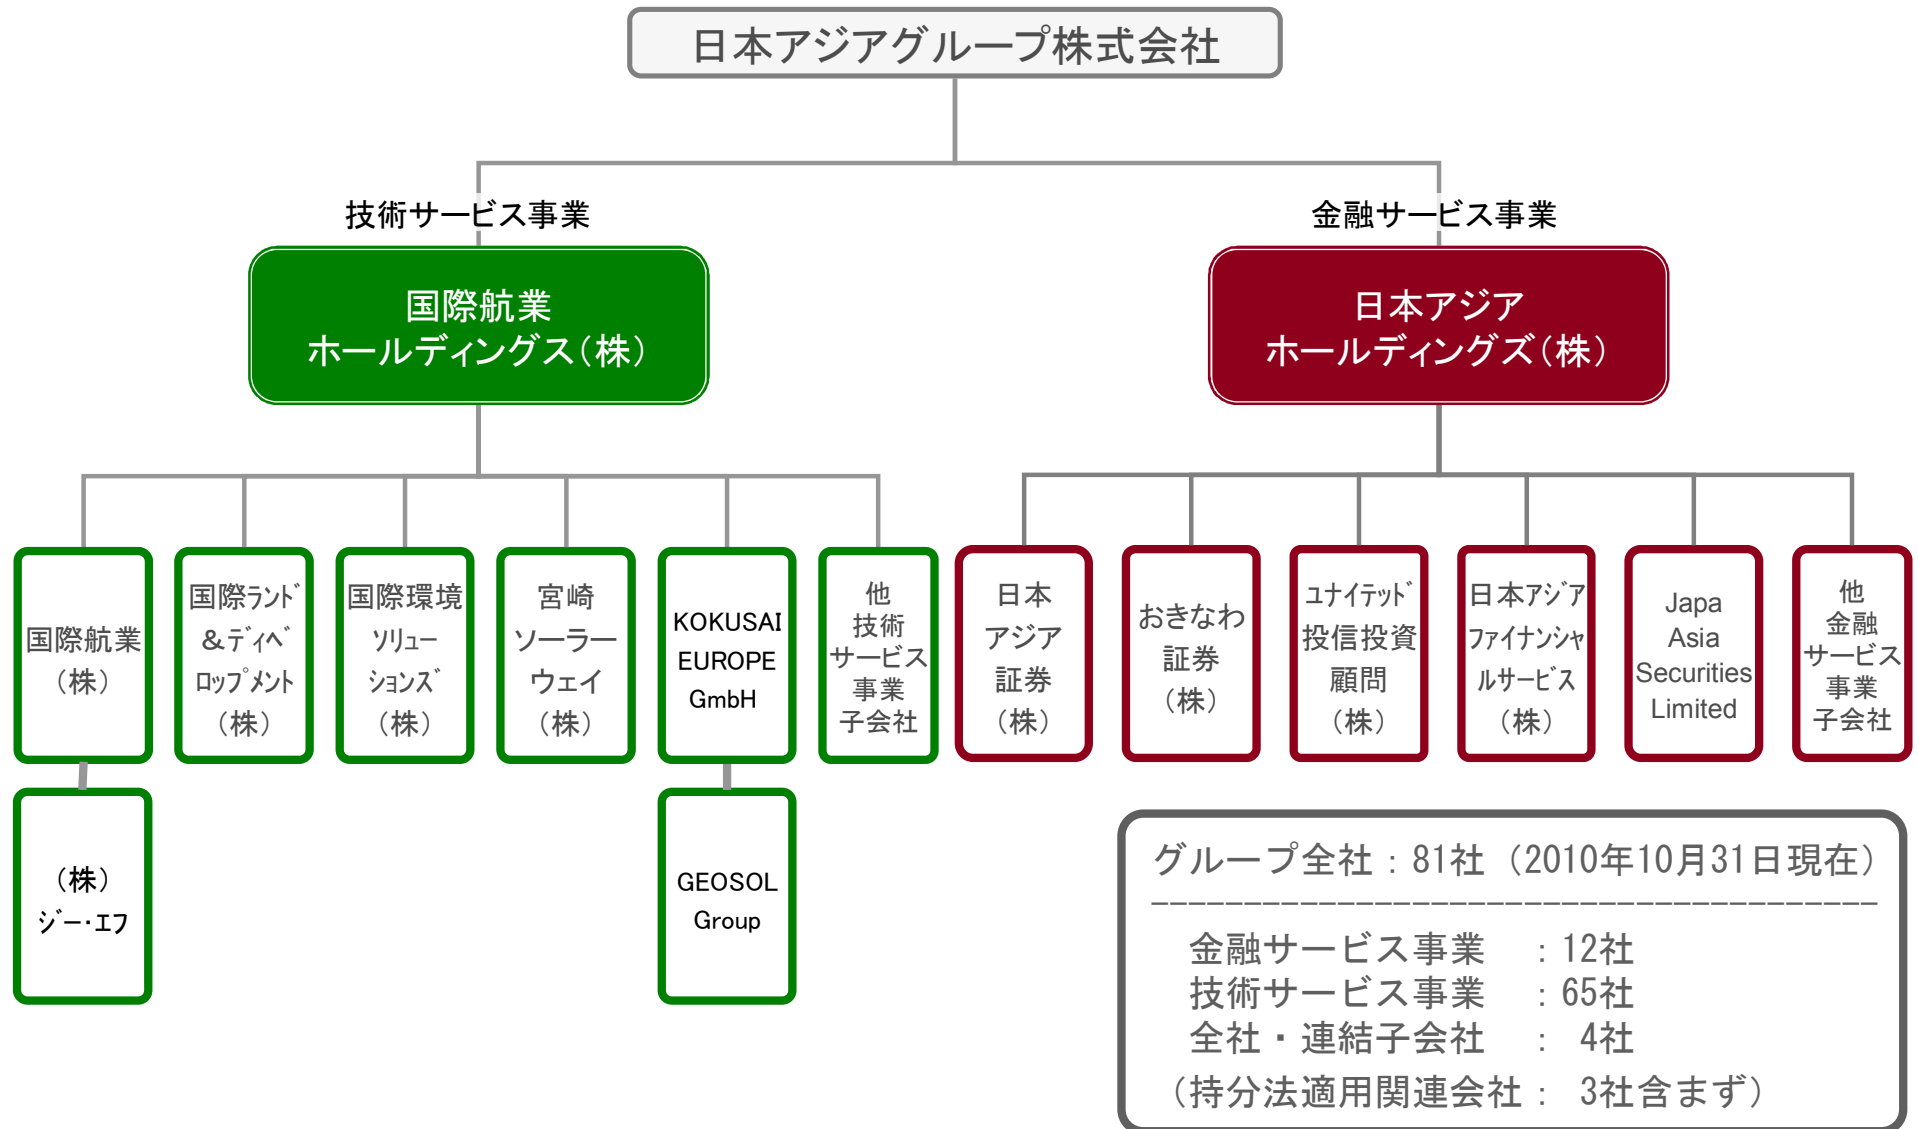 日本アジアグループ株式会社
技術サービス事業
金融サービス事業
国際航業
ホールディングス（株）
日本アジア
ホールディングズ（株）
国際航業
（株）
国際ﾗﾝﾄﾞ
＆ﾃﾞｨﾍﾞ
ﾛｯﾌﾟﾒﾝﾄ
（株）
国際環境
ｿﾘｭｰ
ｼｮﾝｽﾞ
（株）
宮崎
ソーラー
ウェイ
（株）
KOKUSAI
EUROPE
GmbH
他
技術
サービス
事業
子会社
日本
アジア
証券
（株）
おきなわ
証券
（株）
ﾕﾅｲﾃｯﾄﾞ
投信投資
顧問
（株）
日本ｱｼﾞｱ
ﾌｧｲﾅﾝｼｬ
ﾙｻｰﾋﾞｽ
（株）
Japa
Asia
Securities
Limited
他
金融
サービス
事業
子会社
（株）
ｼﾞｰ・ｴﾌ
GEOSOL
Group
グループ全社：81社（2010年10月31日現在）
----------------------------------------
金融サービス事業　：12社
技術サービス事業　：65社
全社・連結子会社　： 4社
（持分法適用関連会社： 3社含まず）